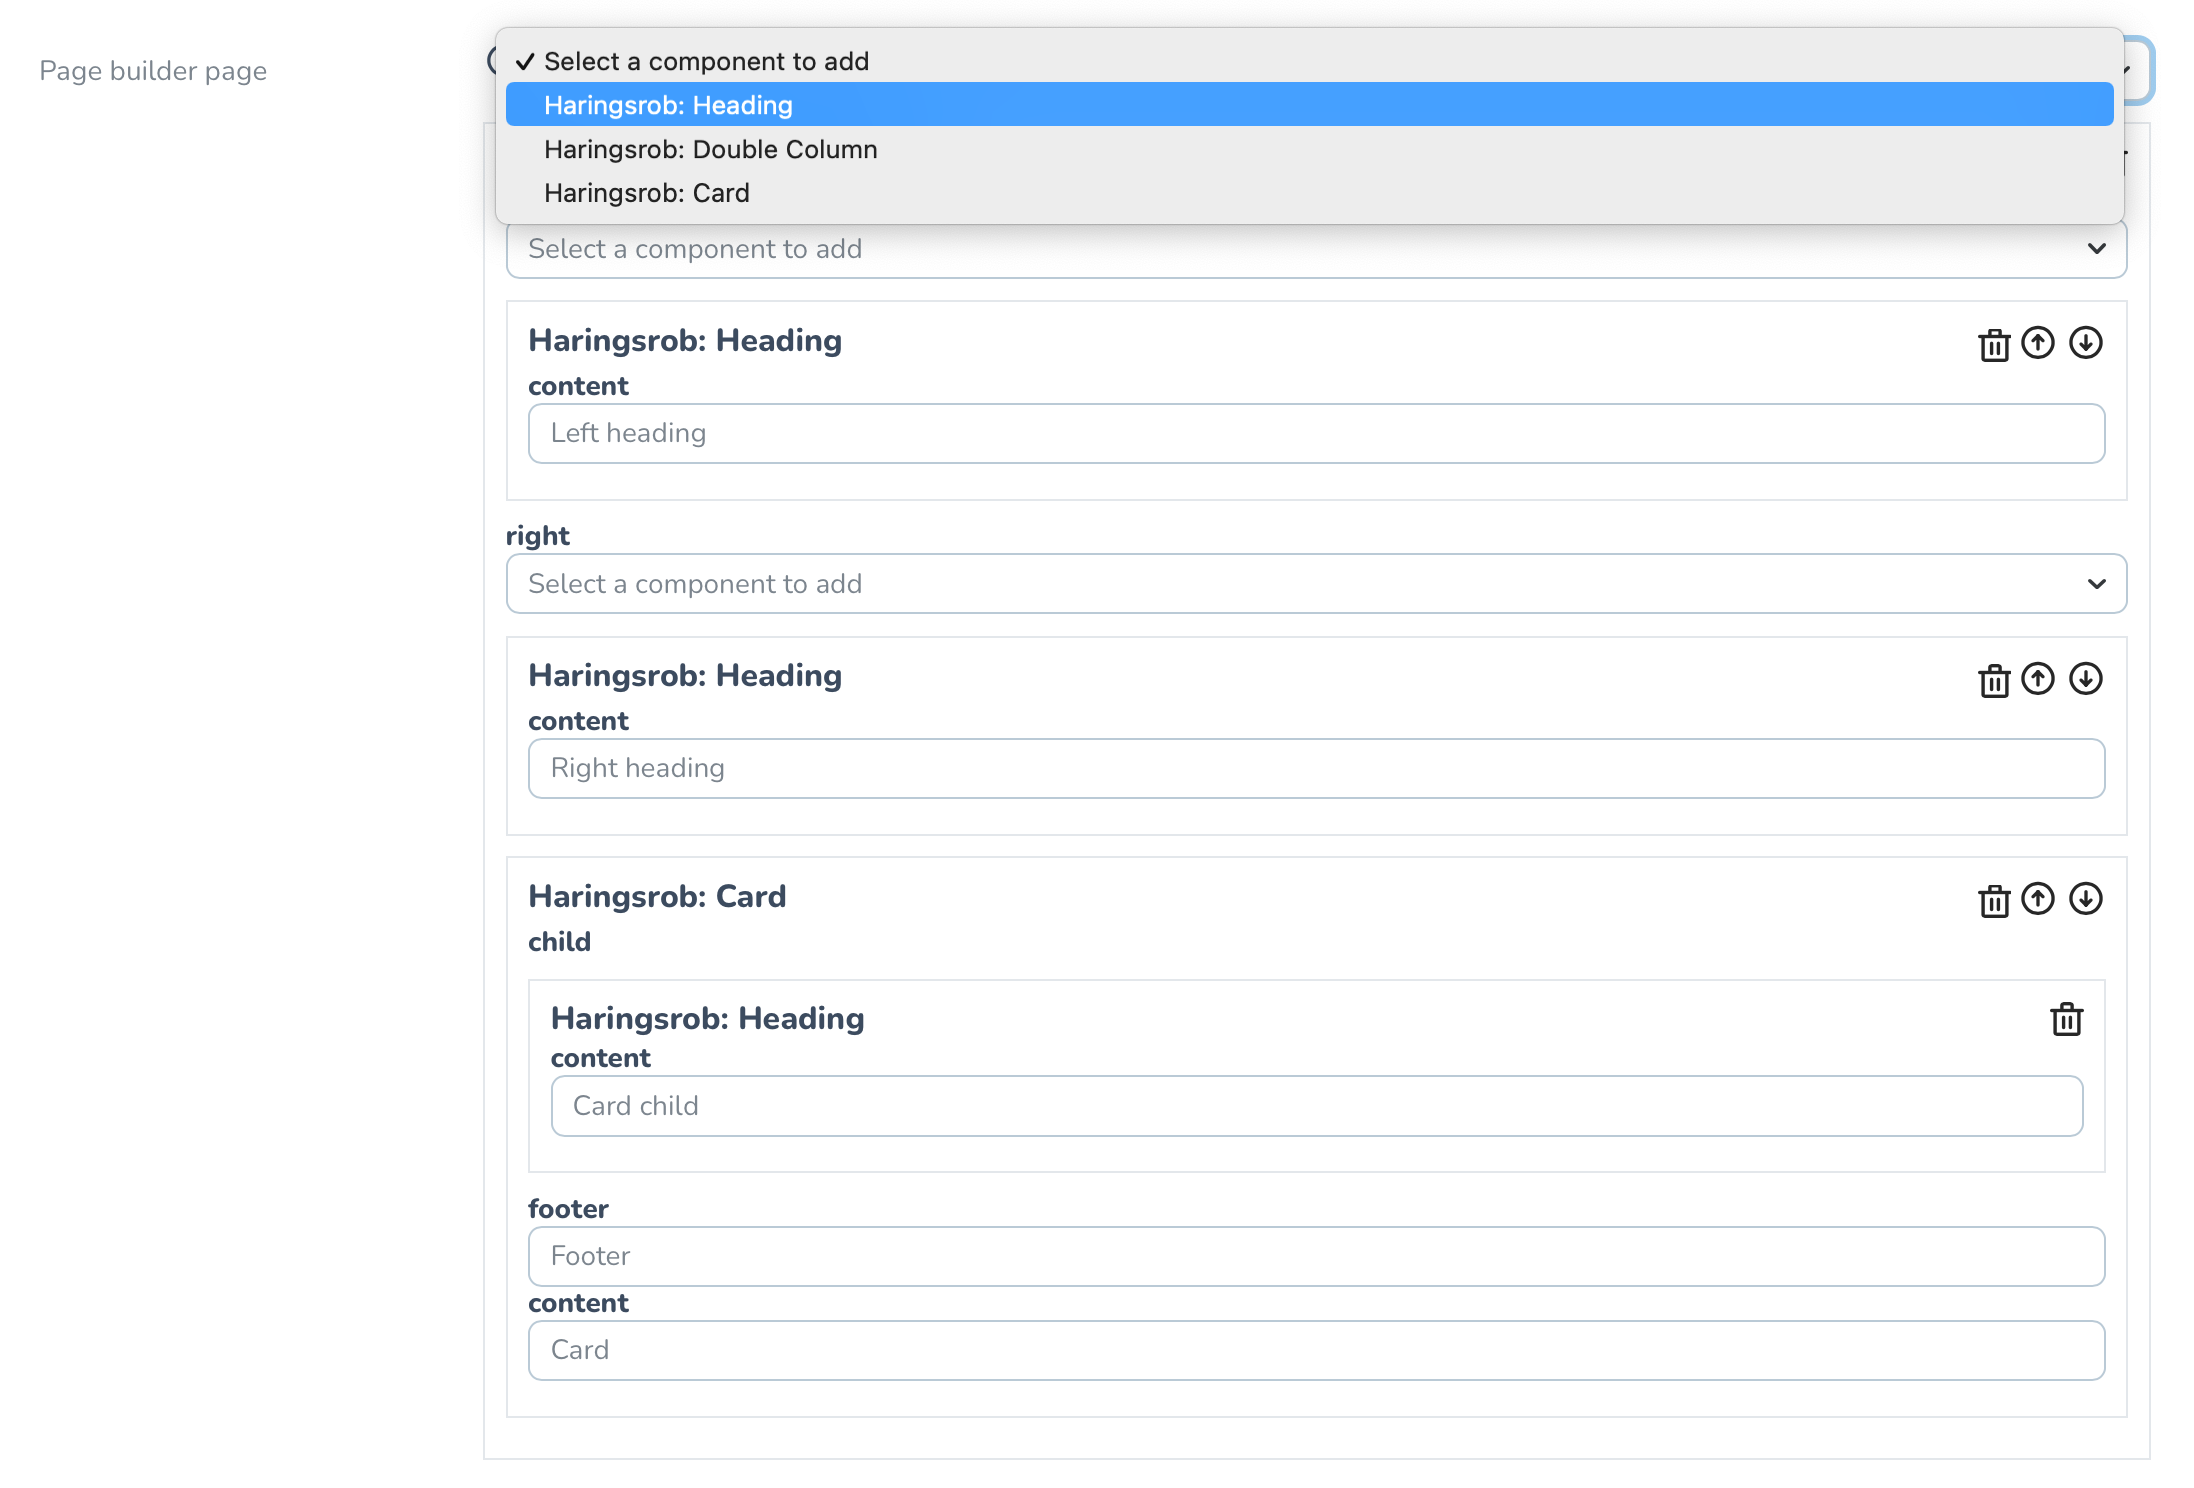 Page builder page
✓ Select a component to add
Haringsrob: Heading
Haringsrob: Double Column
Haringsrob: Card
Select a component to add
Haringsrob: Heading
content
Left heading
right
Select a component to add
Haringsrob: Heading
content
Right heading
Haringsrob: Card
child
Haringsrob: Heading
content
Card child
footer
Footer
content
Card